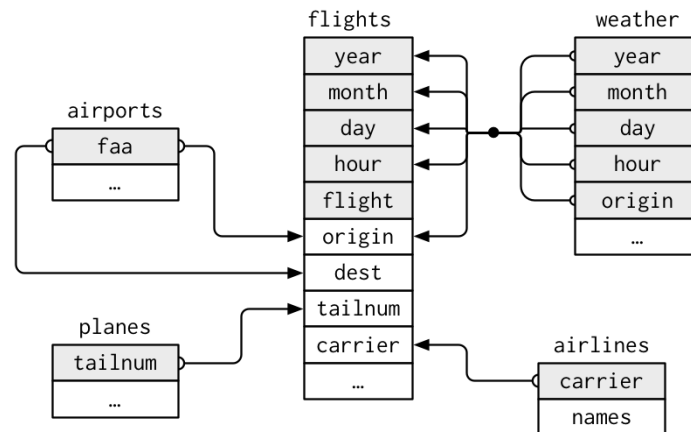 flights
year
month
day
hour
flight
origin
dest
tailnum
carrier
…
weather
year
month
day
hour
origin
…
airports
faa
…
planes
tailnum
…
airlines
carrier
names